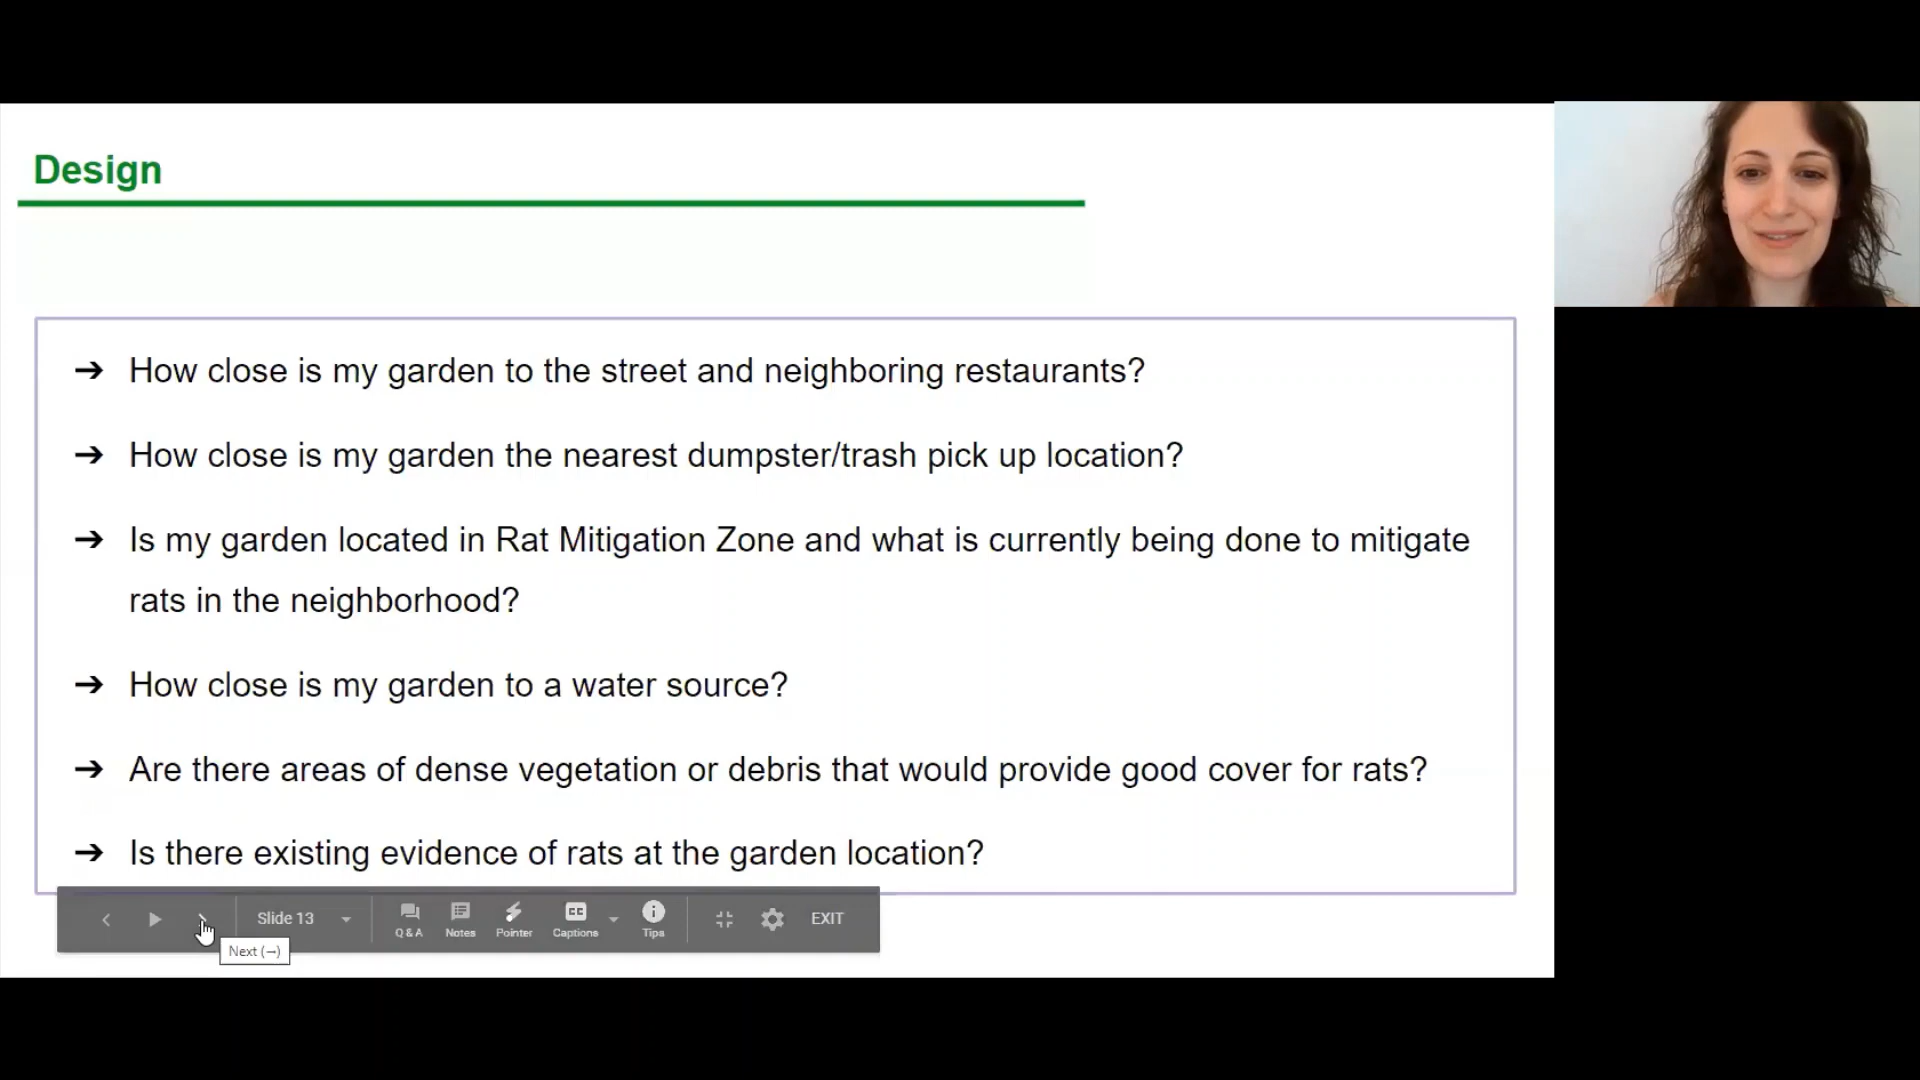 Design
➔ How close is my garden to the street and neighboring restaurants?
➔ How close is my garden the nearest dumpster/trash pick up location?
➔ Is my garden located in Rat Mitigation Zone and what is currently being done to mitigate
rats in the neighborhood?
➔ How close is my garden to a water source?
➔ Are there areas of dense vegetation or debris that would provide good cover for rats?
➔ Is there existing evidence of rats at the garden location?
Slide 13 Q & A Notes Pointer CC Captions Tips EXIT
Next (→)